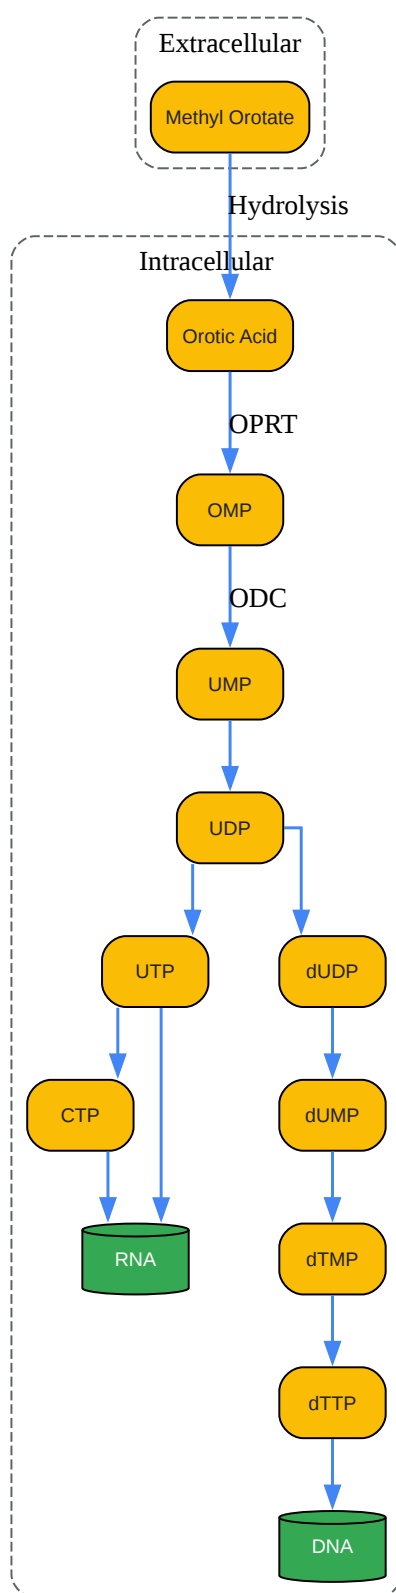 Extracellular
Methyl Orotate
Hydrolysis
Intracellular
Orotic Acid
OPRT
OMP
ODC
UMP
UDP
UTP
dUDP
CTP
dUMP
RNA
dTMP
dTTP
DNA